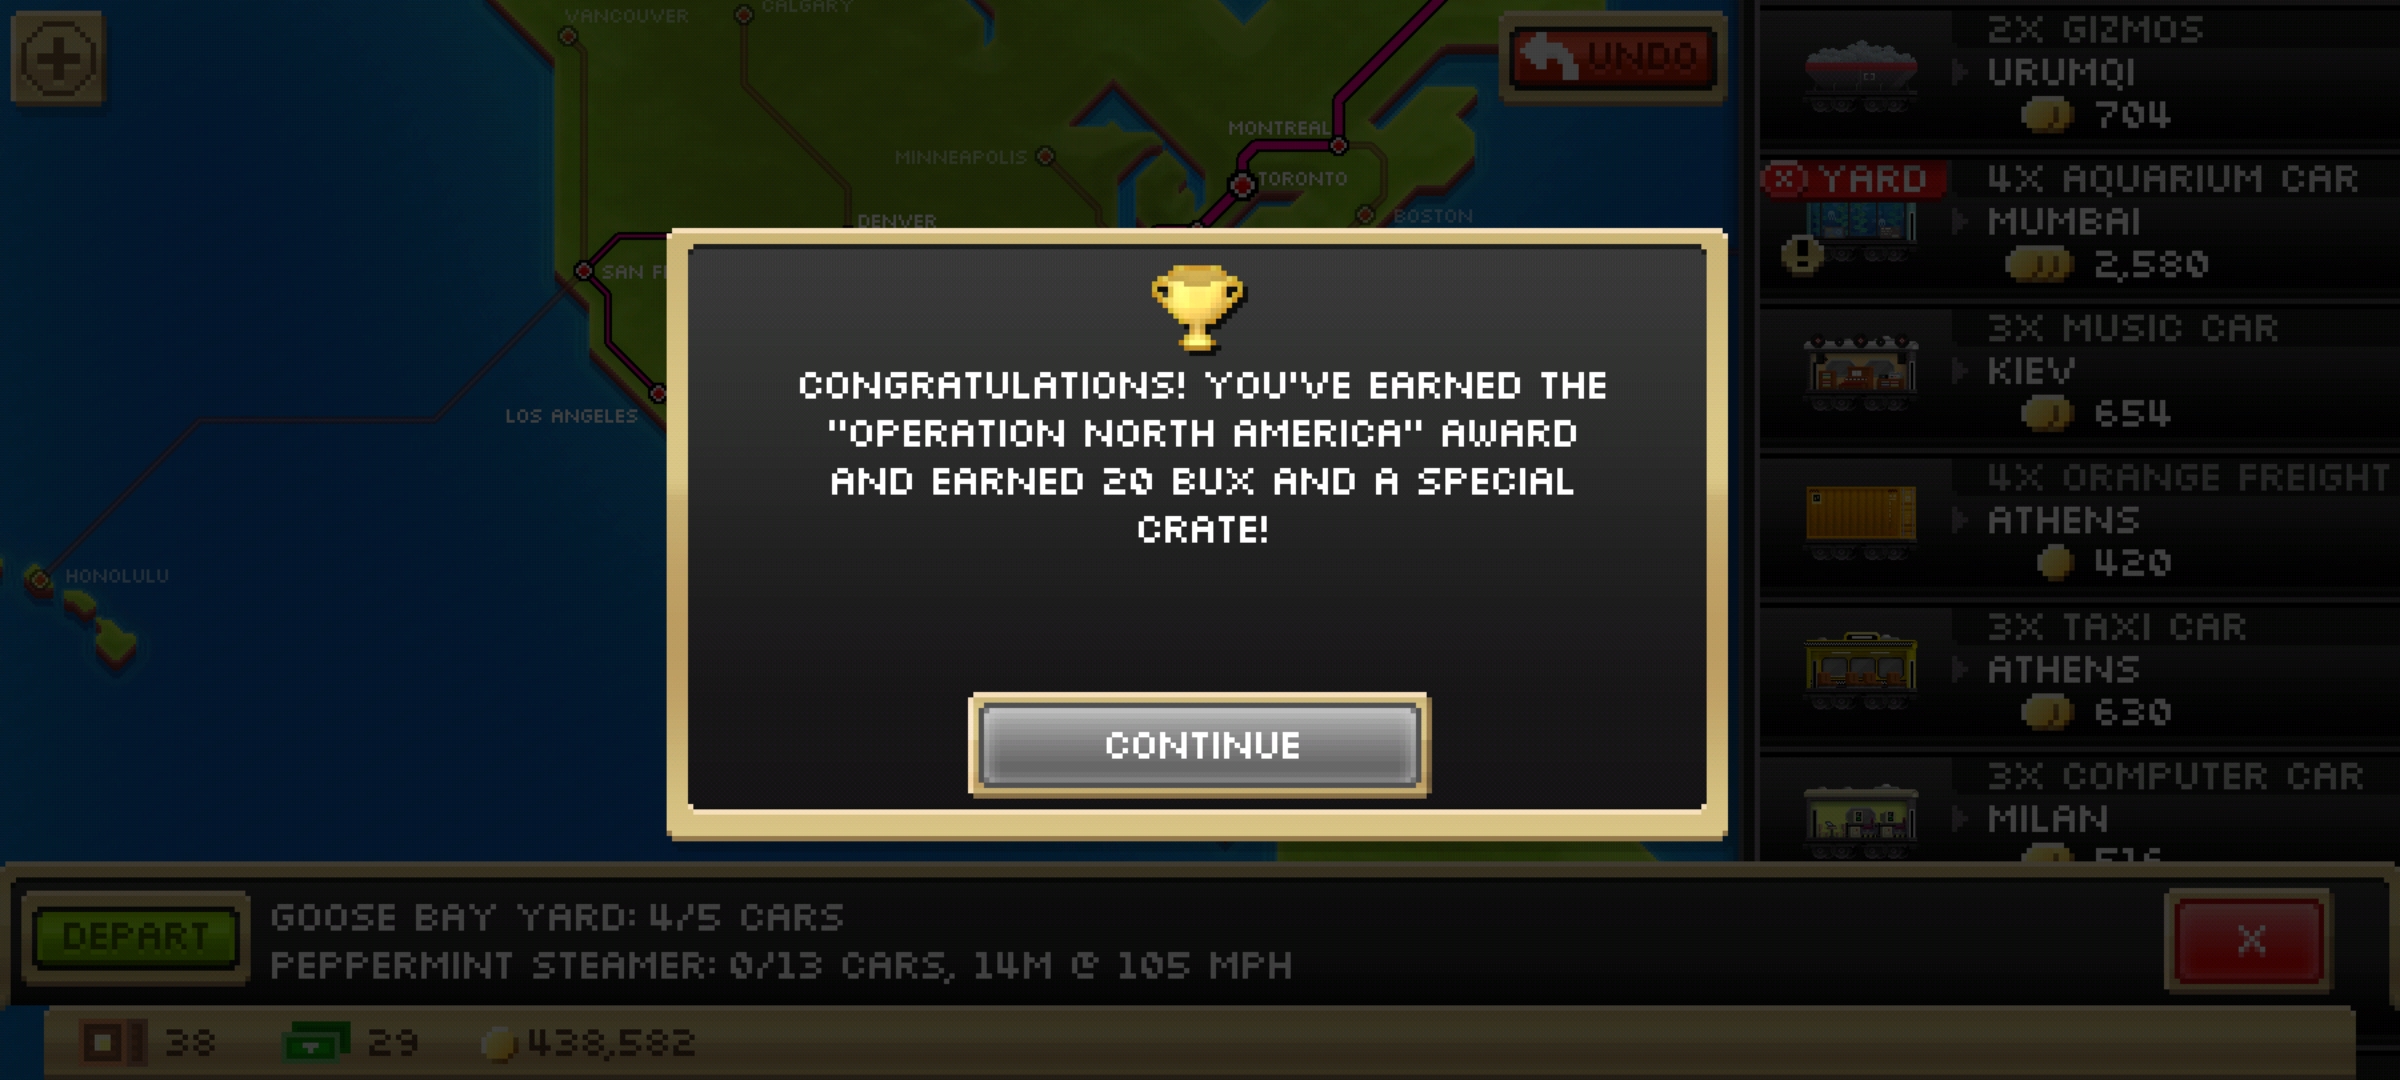 VANCOUVER
CALGARY
UNDO
MONTREAL
MINNEAPOLIS
TORONTO
DENVER
BOSTON
SAN F
LOS ANGELES
HONOLULU
CONGRATULATIONS! YOU'VE EARNED THE
"OPERATION NORTH AMERICA" AWARD
AND EARNED 20 BUX AND A SPECIAL
CRATE!
CONTINUE
2X GIZMOS
URUMQI
704
YARD
4X AQUARIUM CAR
MUMBAI
2,580
3X MUSIC CAR
KIEV
654
4X ORANGE FREIGHT
ATHENS
420
3X TAXI CAR
ATHENS
630
3X COMPUTER CAR
MILAN
DEPART
GOOSE BAY YARD: 4/5 CARS
PEPPERMINT STEAMER: 0/13 CARS, 14M @ 105 MPH
X
38
29
438,582